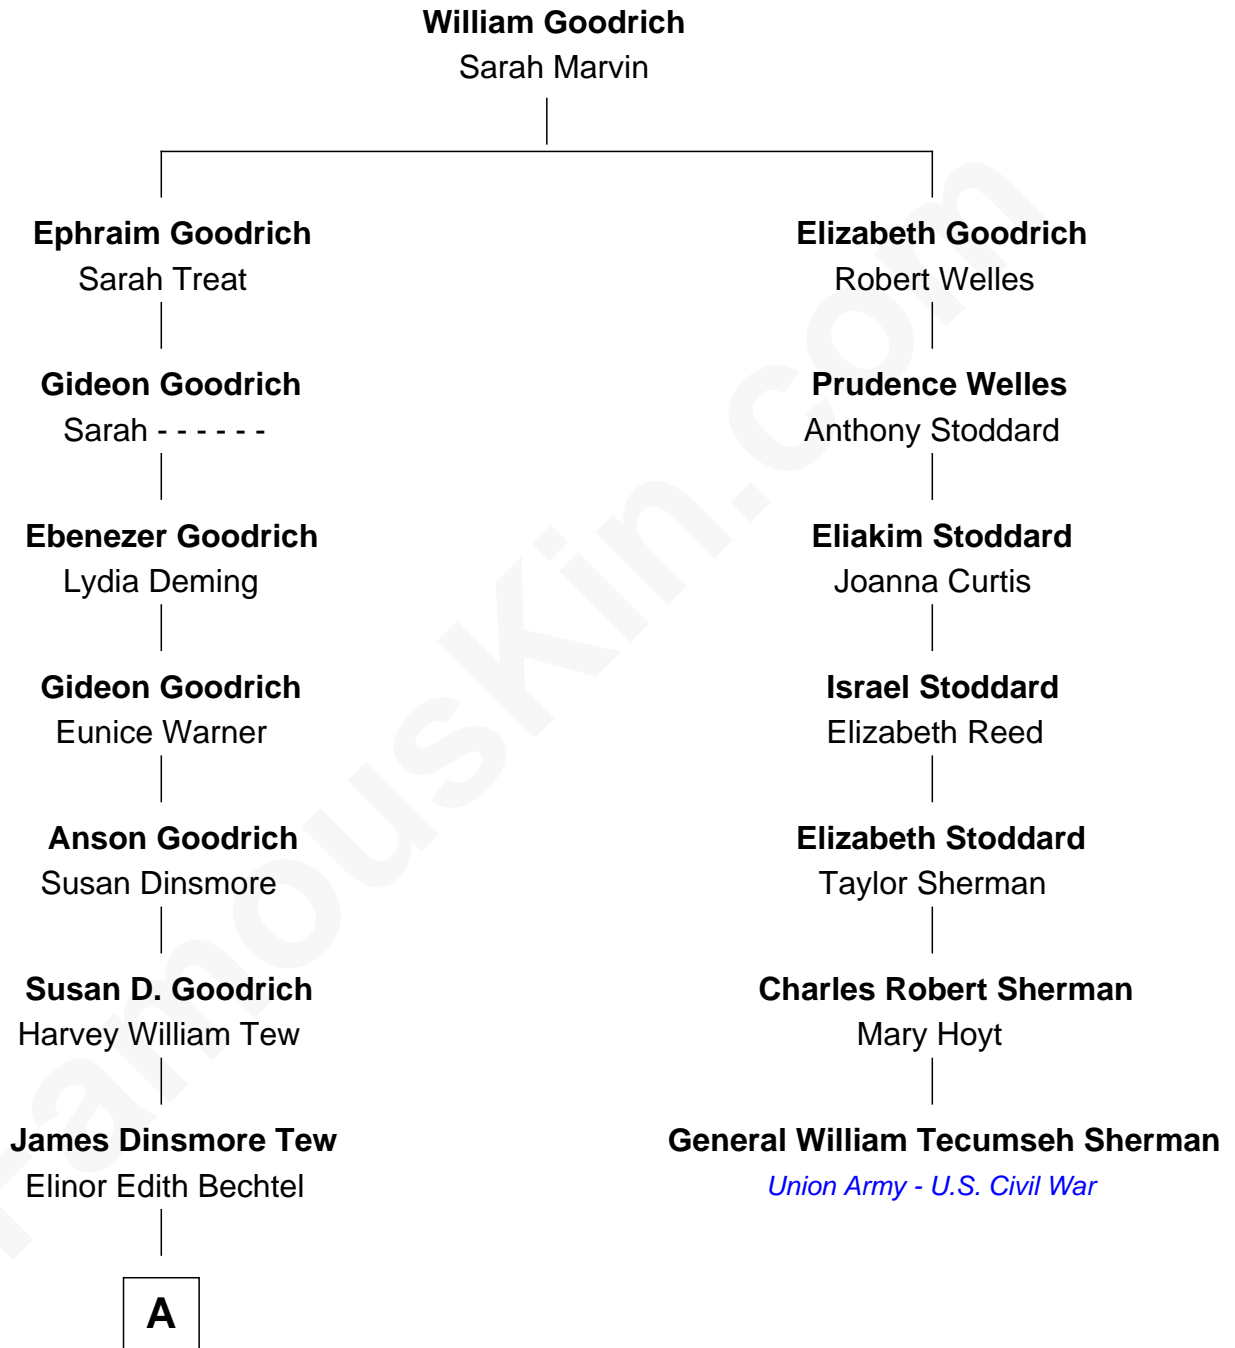 William Goodrich
Sarah Marvin
Ephraim Goodrich
Sarah Treat
Elizabeth Goodrich
Robert Welles
Gideon Goodrich
Sarah - - - - - -
Prudence Welles
Anthony Stoddard
Ebenezer Goodrich
Lydia Deming
Eliakim Stoddard
Joanna Curtis
Gideon Goodrich
Eunice Warner
Israel Stoddard
Elizabeth Reed
Anson Goodrich
Susan Dinsmore
Elizabeth Stoddard
Taylor Sherman
Susan D. Goodrich
Harvey William Tew
Charles Robert Sherman
Mary Hoyt
James Dinsmore Tew
Elinor Edith Bechtel
General William Tecumseh Sherman
Union Army - U.S. Civil War
A
FamousKin.com